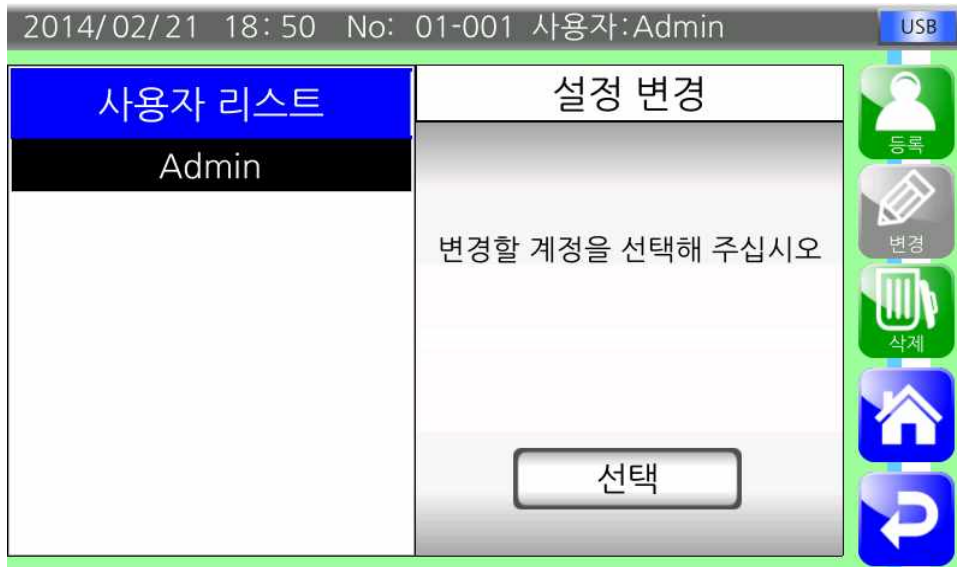 2014/02/21 18:50 No: 01-001 사용자:Admin
USB
사용자 리스트
Admin
설정 변경
변경할 계정을 선택해 주십시오
선택
등록
변경
삭제